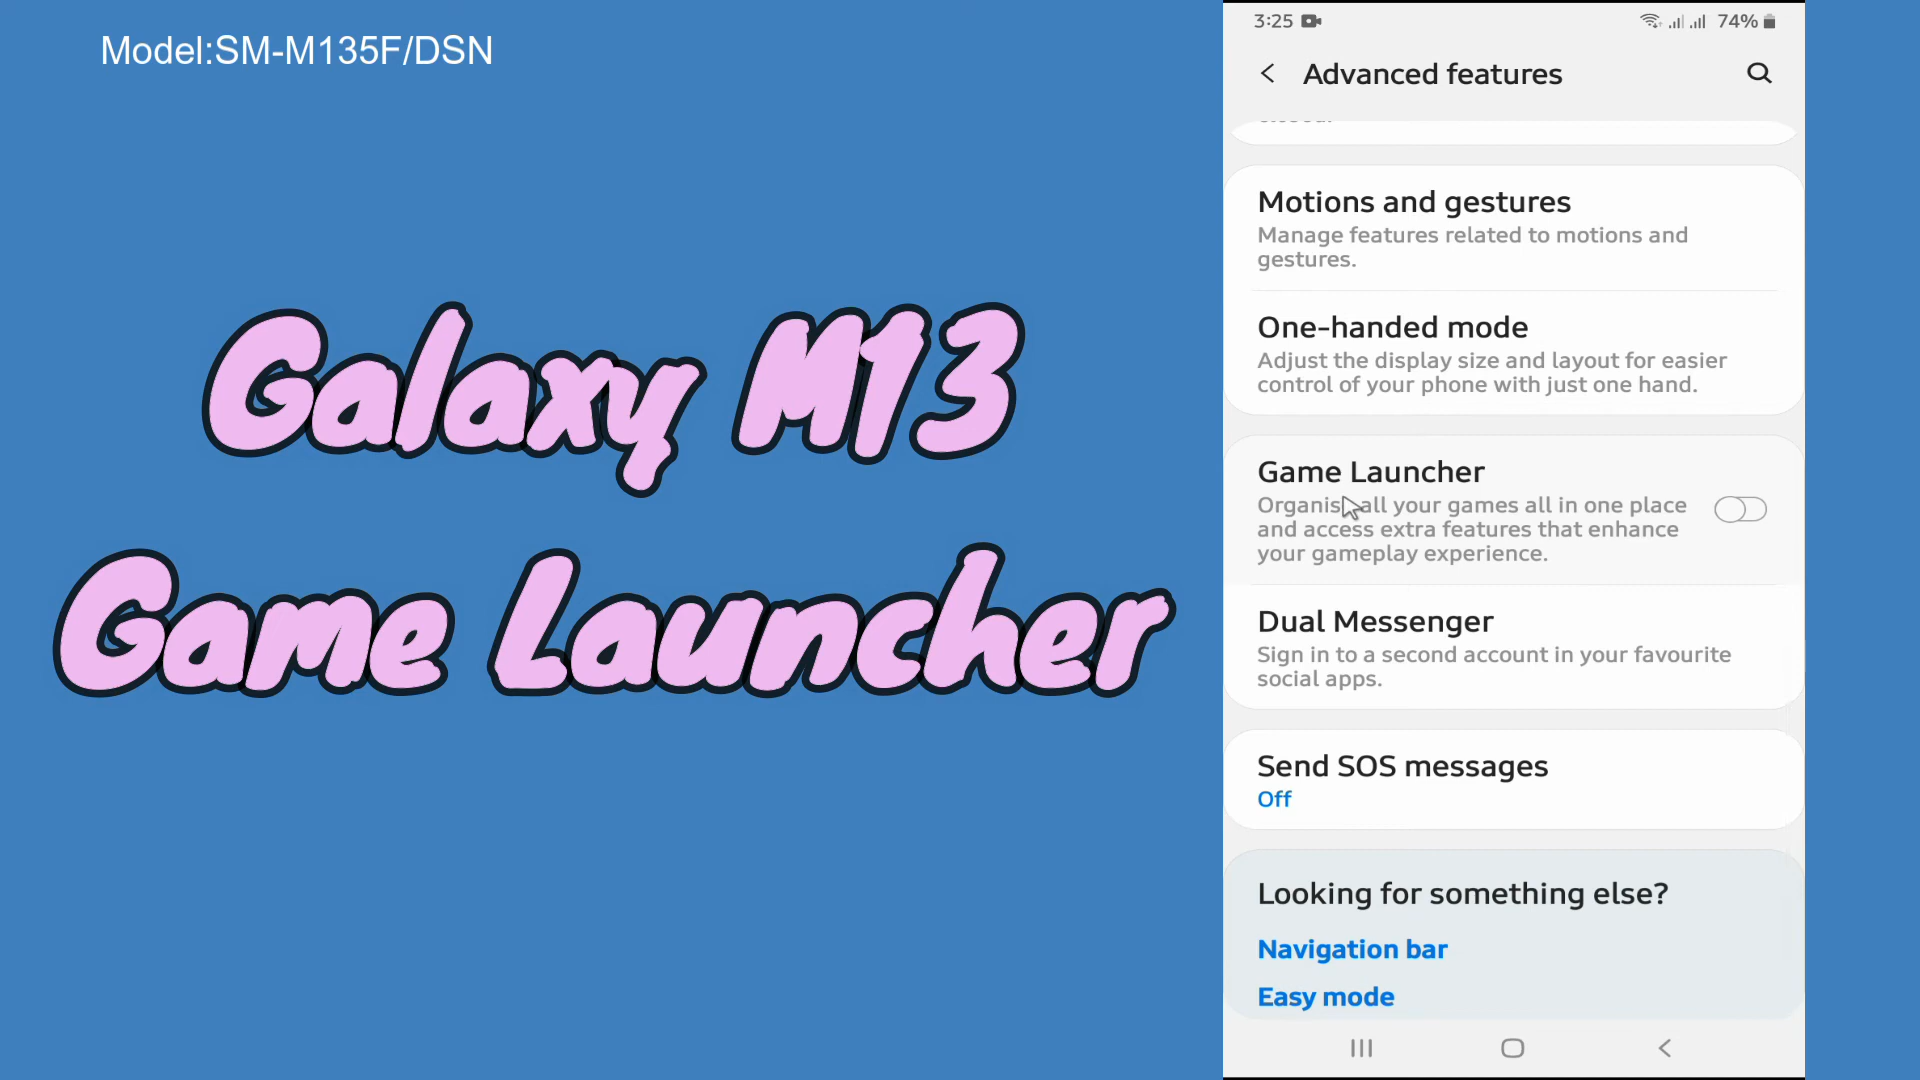 Model:SM-M135F/DSN
Galaxy M13
Game Launcher
3:25
74%
Advanced features
Motions and gestures
Manage features related to motions and
gestures.
One-handed mode
Adjust the display size and layout for easier
control of your phone with just one hand.
Game Launcher
Organise all your games all in one place
and access extra features that enhance
your gameplay experience.
Dual Messenger
Sign in to a second account in your favourite
social apps.
Send SOS messages
Off
Looking for something else?
Navigation bar
Easy mode